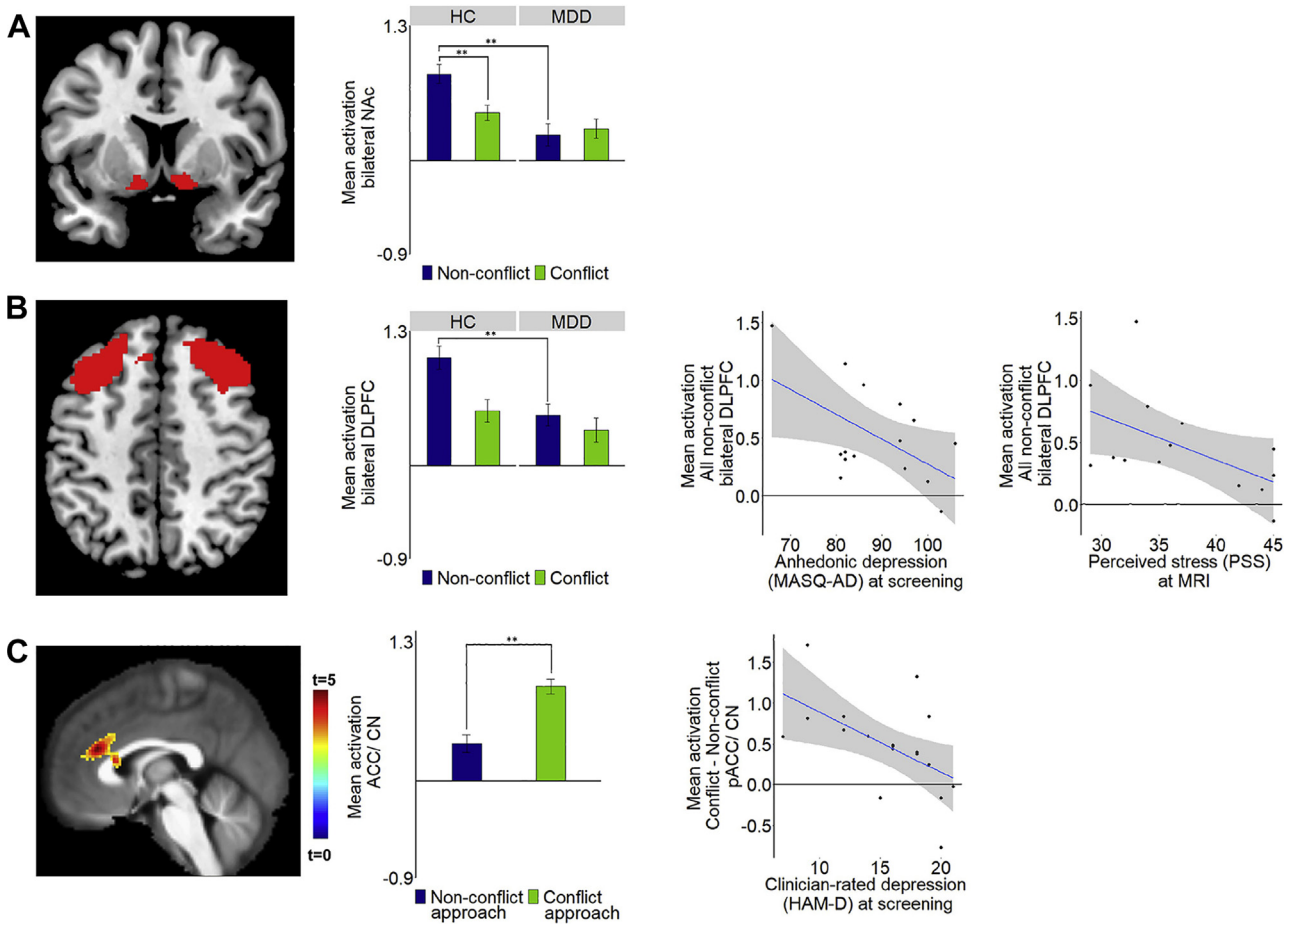 A
HC MDD
1.3
**
**
Mean activation
bilateral NAc
-0.9
Non-conflict Conflict
B
HC MDD
1.3
**
Mean activation
bilateral DLPFC
-0.9
Non-conflict Conflict
Mean activation
All non-conflict
bilateral DLPFC
1.5
1.0
0.5
0.0
70 80 90 100
Anhedonic depression
(MASQ-AD) at screening
Mean activation
All non-conflict
bilateral DLPFC
1.5
1.0
0.5
0.0
30 35 40 45
Perceived stress (PSS)
at MRI
C
t=5
t=0
1.3
**
Mean activation
ACC/ CN
-0.9
Non-conflict approach
Conflict approach
Mean activation
Conflict - Non-conflict
pACC/ CN
1.5
1.0
0.5
0.0
-0.5
10 15 20
Clinician-rated depression
(HAM-D) at screening